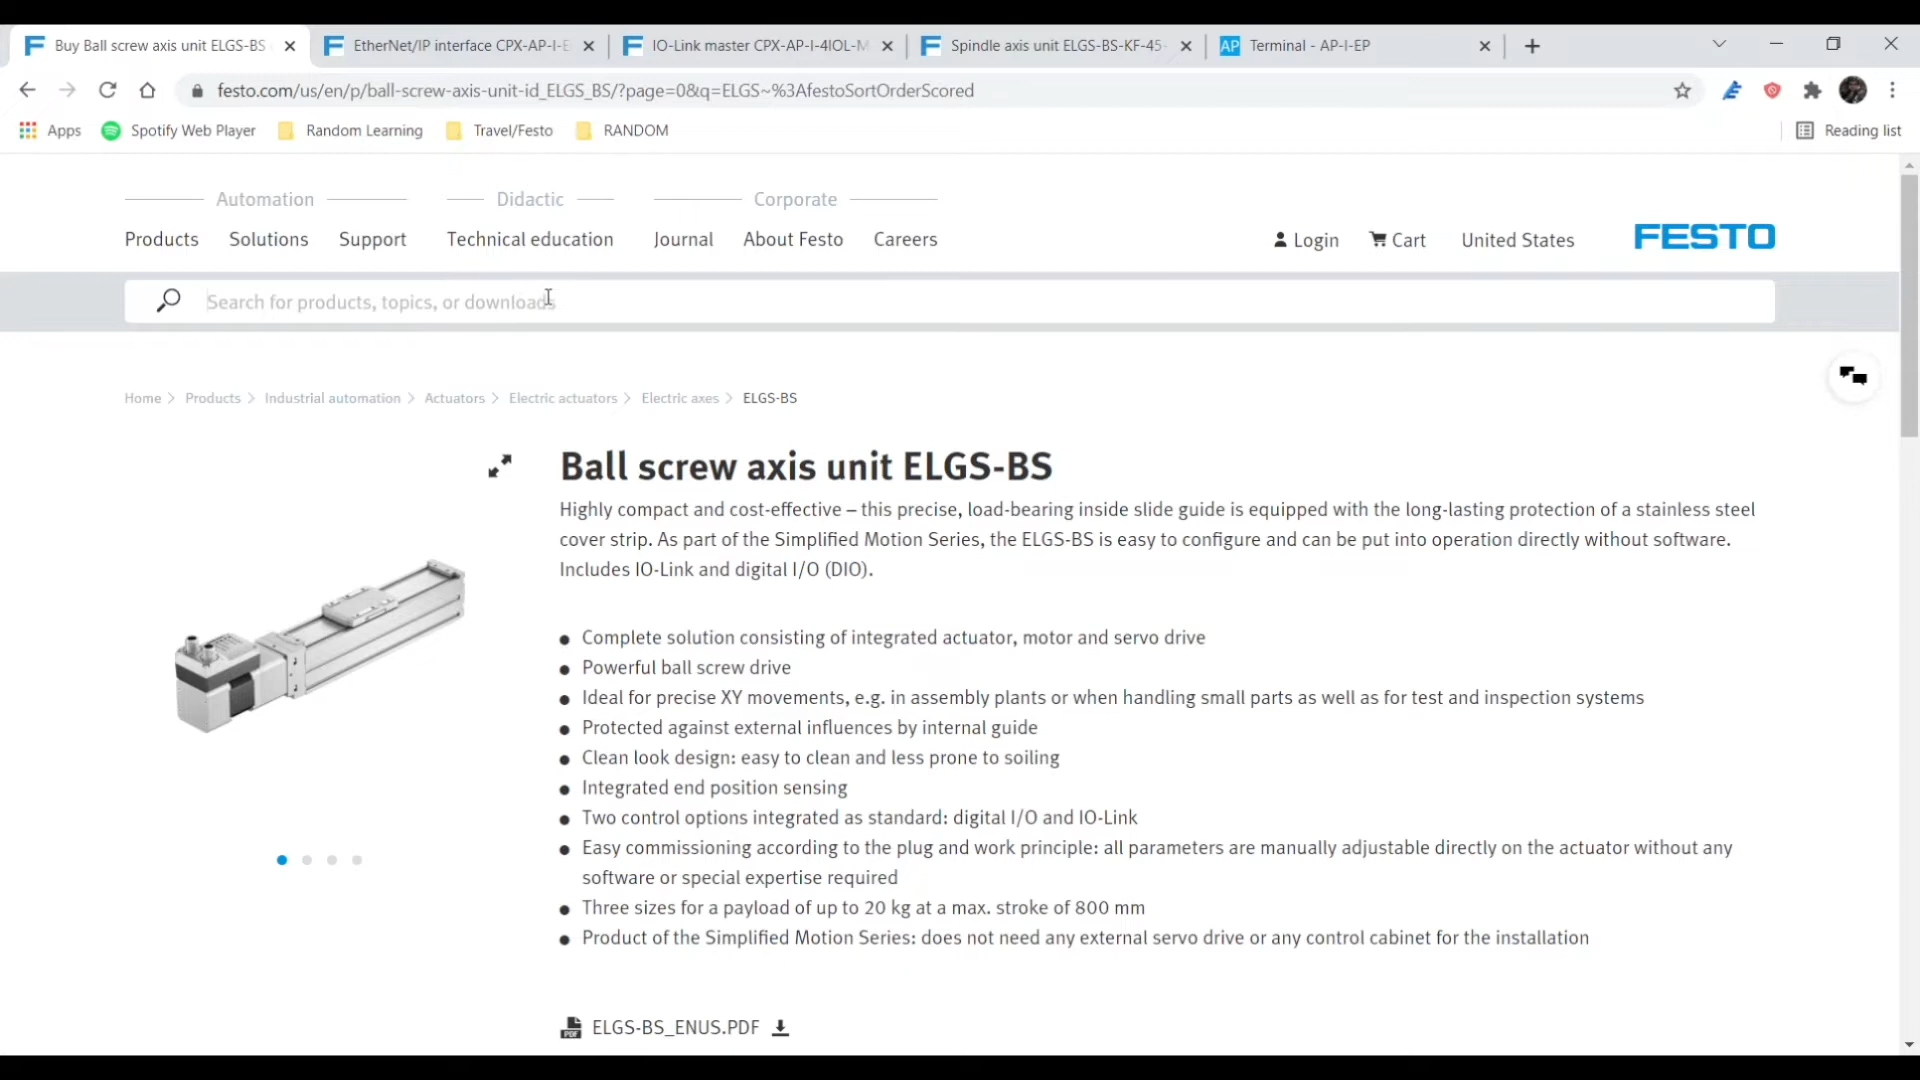 Buy Ball screw axis unit ELGS-BS
EtherNet/IP interface CPX-AP-I-E
IO-Link master CPX-AP-I-4IOL-M
Spindle axis unit ELGS-BS-KF-45-
AP Terminal - AP-I-EP
festo.com/us/en/p/ball-screw-axis-unit-id_ELGS_BS/?page=0&q=ELGS~%3AfestoSortOrderScored
Apps Spotify Web Player Random Learning Travel/Festo RANDOM Reading list
Automation Didactic Corporate
Products Solutions Support Technical education Journal About Festo Careers
Login Cart United States FESTO
Search for products, topics, or downloads
Home > Products > Industrial automation > Actuators > Electric actuators > Electric axes > ELGS-BS
Ball screw axis unit ELGS-BS
Highly compact and cost-effective – this precise, load-bearing inside slide guide is equipped with the long-lasting protection of a stainless steel
cover strip. As part of the Simplified Motion Series, the ELGS-BS is easy to configure and can be put into operation directly without software.
Includes IO-Link and digital I/O (DIO).
● Complete solution consisting of integrated actuator, motor and servo drive
● Powerful ball screw drive
● Ideal for precise XY movements, e.g. in assembly plants or when handling small parts as well as for test and inspection systems
● Protected against external influences by internal guide
● Clean look design: easy to clean and less prone to soiling
● Integrated end position sensing
● Two control options integrated as standard: digital I/O and IO-Link
● Easy commissioning according to the plug and work principle: all parameters are manually adjustable directly on the actuator without any
software or special expertise required
● Three sizes for a payload of up to 20 kg at a max. stroke of 800 mm
● Product of the Simplified Motion Series: does not need any external servo drive or any control cabinet for the installation
PDF ELGS-BS_ENUS.PDF